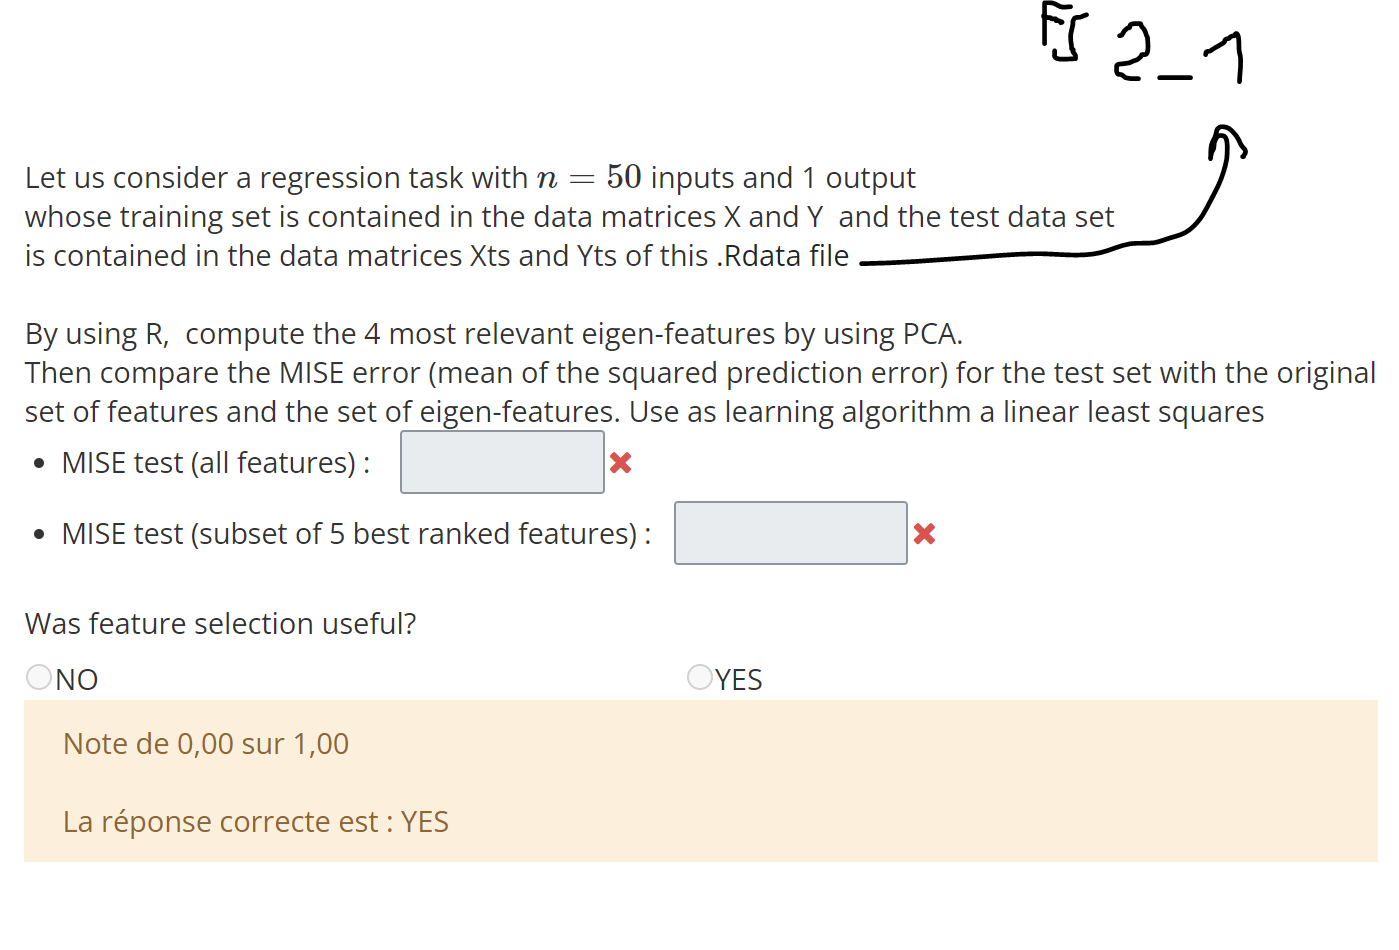 FS 2_1
Let us consider a regression task with n = 50 inputs and 1 output
whose training set is contained in the data matrices X and Y and the test data set
is contained in the data matrices Xts and Yts of this .Rdata file
By using R, compute the 4 most relevant eigen-features by using PCA.
Then compare the MISE error (mean of the squared prediction error) for the test set with the original
set of features and the set of eigen-features. Use as learning algorithm a linear least squares
• MISE test (all features) :
• MISE test (subset of 5 best ranked features) :
Was feature selection useful?
NO YES
Note de 0,00 sur 1,00
La réponse correcte est : YES